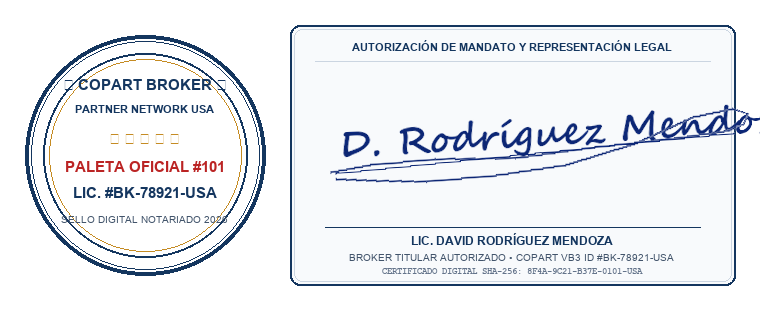 COPART BROKER
PARTNER NETWORK USA
PALETA OFICIAL #101
LIC. #BK-78921-USA
SELLO DIGITAL NOTARIADO 2026
AUTORIZACIÓN DE MANDATO Y REPRESENTACIÓN LEGAL
D. Rodríguez Mendo
LIC. DAVID RODRÍGUEZ MENDOZA
BROKER TITULAR AUTORIZADO • COPART VB3 ID #BK-78921-USA
CERTIFICADO DIGITAL SHA-256: 8F4A-9C21-B37E-0101-USA